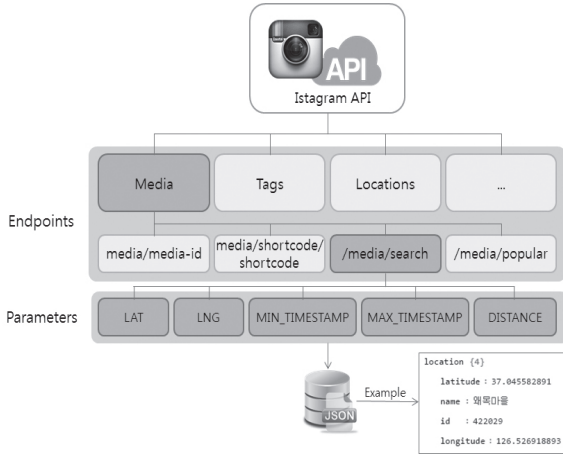 API
Istagram API
Media
Tags
Locations
...
Endpoints
media/media-id
media/shortcode/
shortcode
/media/search
/media/popular
Parameters
LAT
LNG
MIN_TIMESTAMP
MAX_TIMESTAMP
DISTANCE
JSON
Example
location {4}
latitude : 37.045582891
name : 왜목마을
id : 422029
longitude : 126.526918893